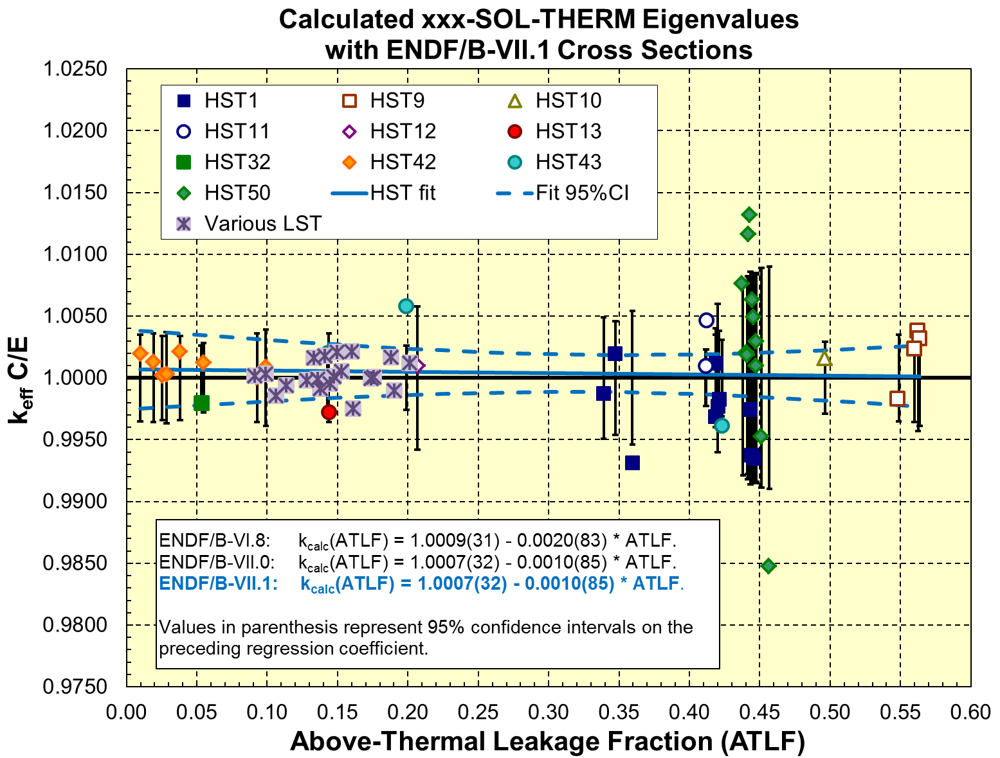 Calculated xxx-SOL-THERM Eigenvalues
with ENDF/B-VII.1 Cross Sections
1.0250
1.0200
1.0150
1.0100
1.0050
1.0000
0.9950
0.9900
0.9850
0.9800
0.9750
keff C/E
HST1 HST9 HST10
HST11 HST12 HST13
HST32 HST42 HST43
HST50 HST fit Fit 95%CI
Various LST
ENDF/B-VI.8: kcalc(ATLF) = 1.0009(31) - 0.0020(83) * ATLF.
ENDF/B-VII.0: kcalc(ATLF) = 1.0007(32) - 0.0010(85) * ATLF.
ENDF/B-VII.1: kcalc(ATLF) = 1.0007(32) - 0.0010(85) * ATLF.
Values in parenthesis represent 95% confidence intervals on the
preceding regression coefficient.
0.00 0.05 0.10 0.15 0.20 0.25 0.30 0.35 0.40 0.45 0.50 0.55 0.60
Above-Thermal Leakage Fraction (ATLF)